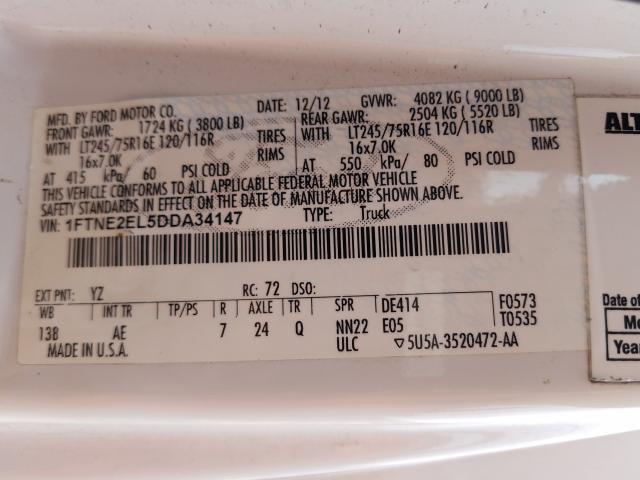 MFD. BY FORD MOTOR CO. DATE: 12/12 GVWR: 4082 KG ( 9000 LB)
FRONT GAWR: 1724 KG ( 3800 LB) REAR GAWR: 2504 KG ( 5520 LB)
WITH LT245/75R16E 120/116R TIRES WITH LT245/75R16E 120/116R TIRES
16x7.0K RIMS 16x7.0K RIMS
AT 415 kPa/ 60 PSI COLD AT 550 kPa/ 80 PSI COLD
THIS VEHICLE CONFORMS TO ALL APPLICABLE FEDERAL MOTOR VEHICLE
SAFETY STANDARDS IN EFFECT ON THE DATE OF MANUFACTURE SHOWN ABOVE.
VIN: 1FTNE2EL5DDA34147 TYPE: Truck
EXT PNT: YZ RC: 72 DSO:
WB INT TR TP/PS R AXLE TR SPR DE414 F0573
138 AE 7 24 Q NN22 E05 T0535
MADE IN U.S.A. ULC ▽5U5A-3520472-AA
ALT
Date of
Mo
Year